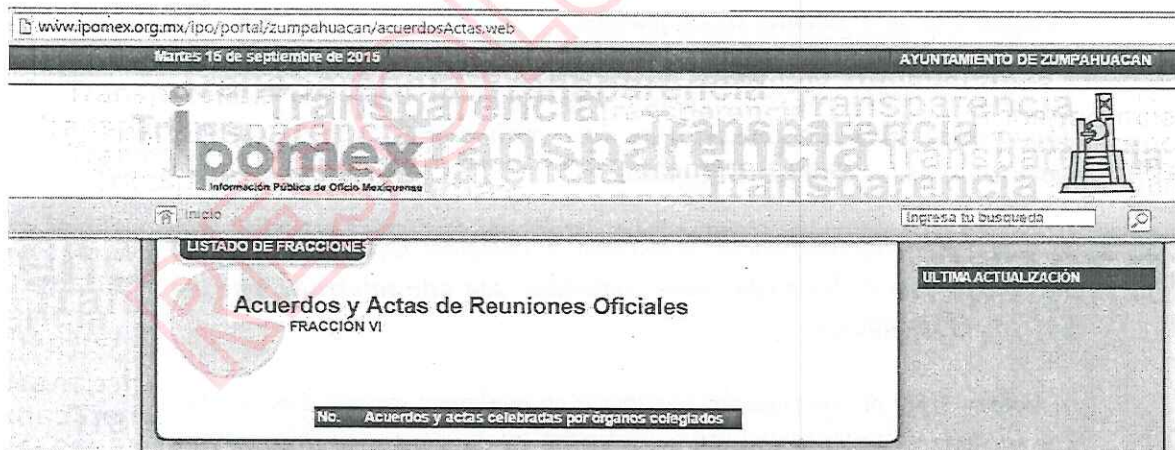 www.ipomex.org.mx/ipo/portal/zumpahuacan/acuerdosActas.web
Martes 15 de septiembre de 2015
AYUNTAMIENTO DE ZUMPAHUACAN
Transparencia
Transparencia
Transparencia
Transparencia
ipomex
Información Pública de Oficio Mexiquense
Inicio
Ingresa tu busqueda
LISTADO DE FRACCIONES
ULTIMA ACTUALIZACIÓN
Acuerdos y Actas de Reuniones Oficiales
FRACCIÓN VI
No. Acuerdos y actas celebradas por órganos colegiados